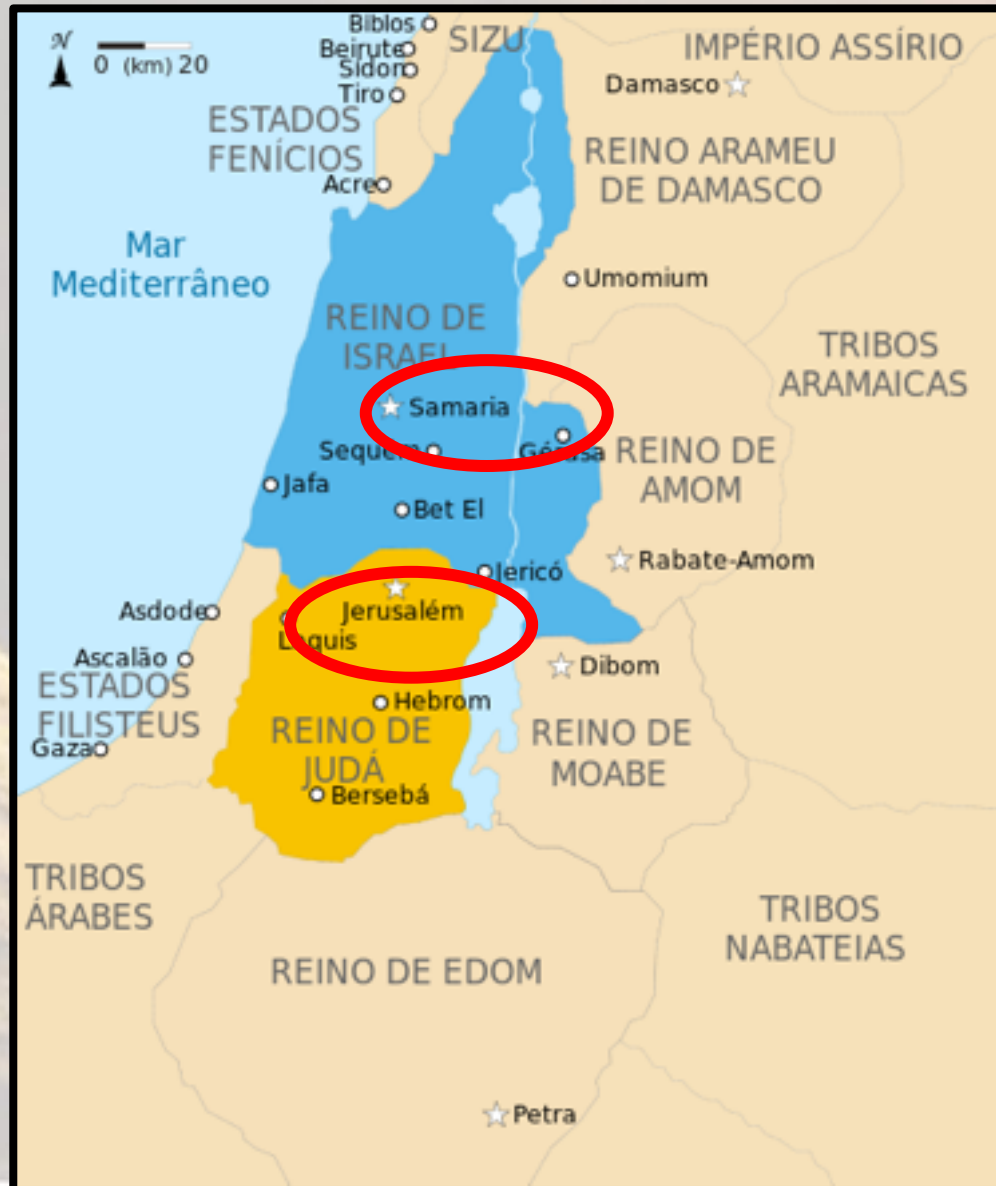 Biblos
SIZU
IMPÉRIO ASSÍRIO
N
0 (km) 20
Beirute
Sidon
Damasco
Tiro
ESTADOS
FENÍCIOS
REINO ARAMEU
DE DAMASCO
Acre
Mar
Mediterrâneo
Umomium
REINO DE
ISRAEL
TRIBOS
ARAMAICAS
Samaria
Sequem
Gérasa
REINO DE
AMOM
Jafa
Bet El
Rabate-Amom
Jericó
Jerusalém
Asdode
Laquis
Ascalão
Dibom
ESTADOS
FILISTEUS
Hebrom
Gaza
REINO DE
JUDÁ
REINO DE
MOABE
Bersebá
TRIBOS
ÁRABES
TRIBOS
NABATEIAS
REINO DE EDOM
Petra